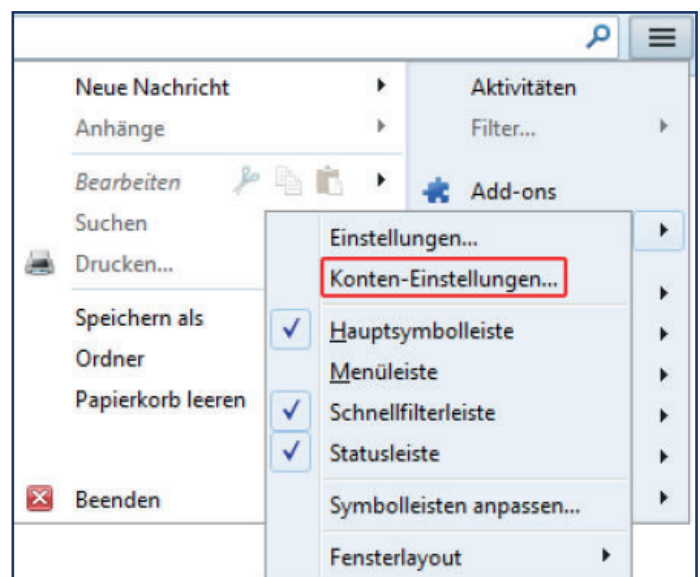 Neue Nachricht
Anhänge
Bearbeiten
Suchen
Drucken...
Speichern als
Ordner
Papierkorb leeren
Beenden
Aktivitäten
Filter...
Add-ons
Einstellungen...
Konten-Einstellungen...
Hauptsymbolleiste
Menüleiste
Schnellfilterleiste
Statusleiste
Symbolleisten anpassen...
Fensterlayout